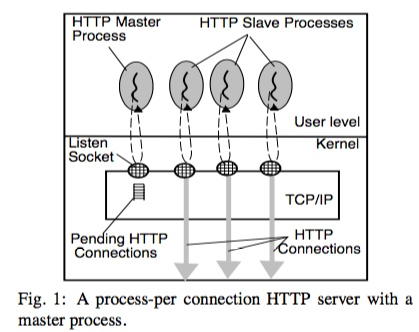 HTTP Master
Process
HTTP Slave Processes
User level
Kernel
Listen
Socket
TCP/IP
Pending HTTP
Connections
HTTP
Connections
Fig. 1: A process-per connection HTTP server with a
master process.